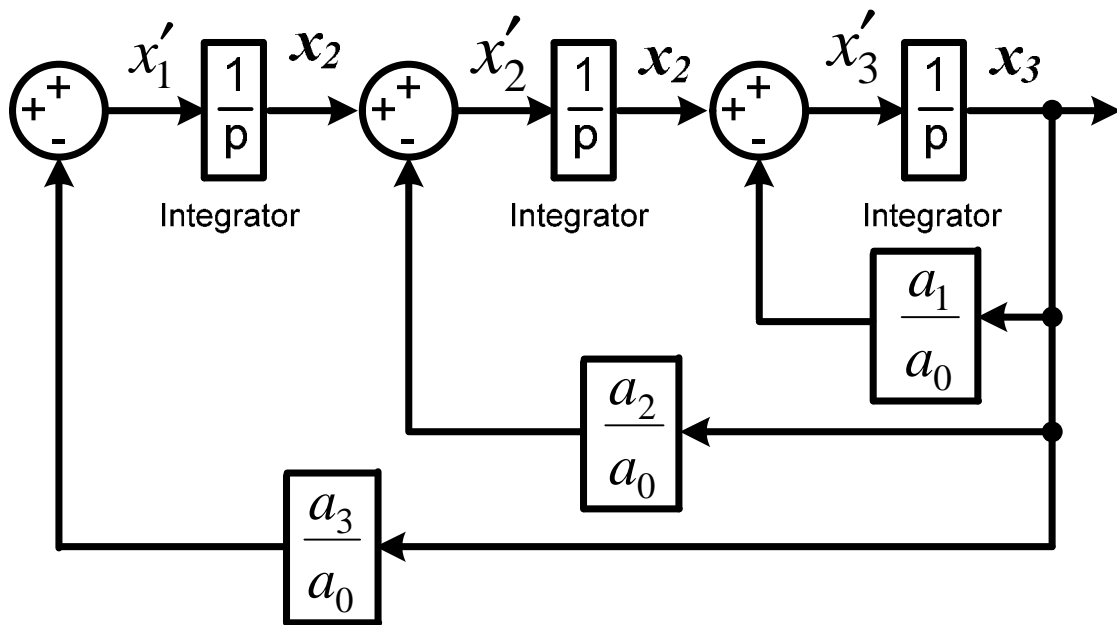 x′1 x2 x′2 x2 x′3 x3
+ + - 1/p + + - 1/p + + - 1/p
Integrator Integrator Integrator
a1/a0
a2/a0
a3/a0